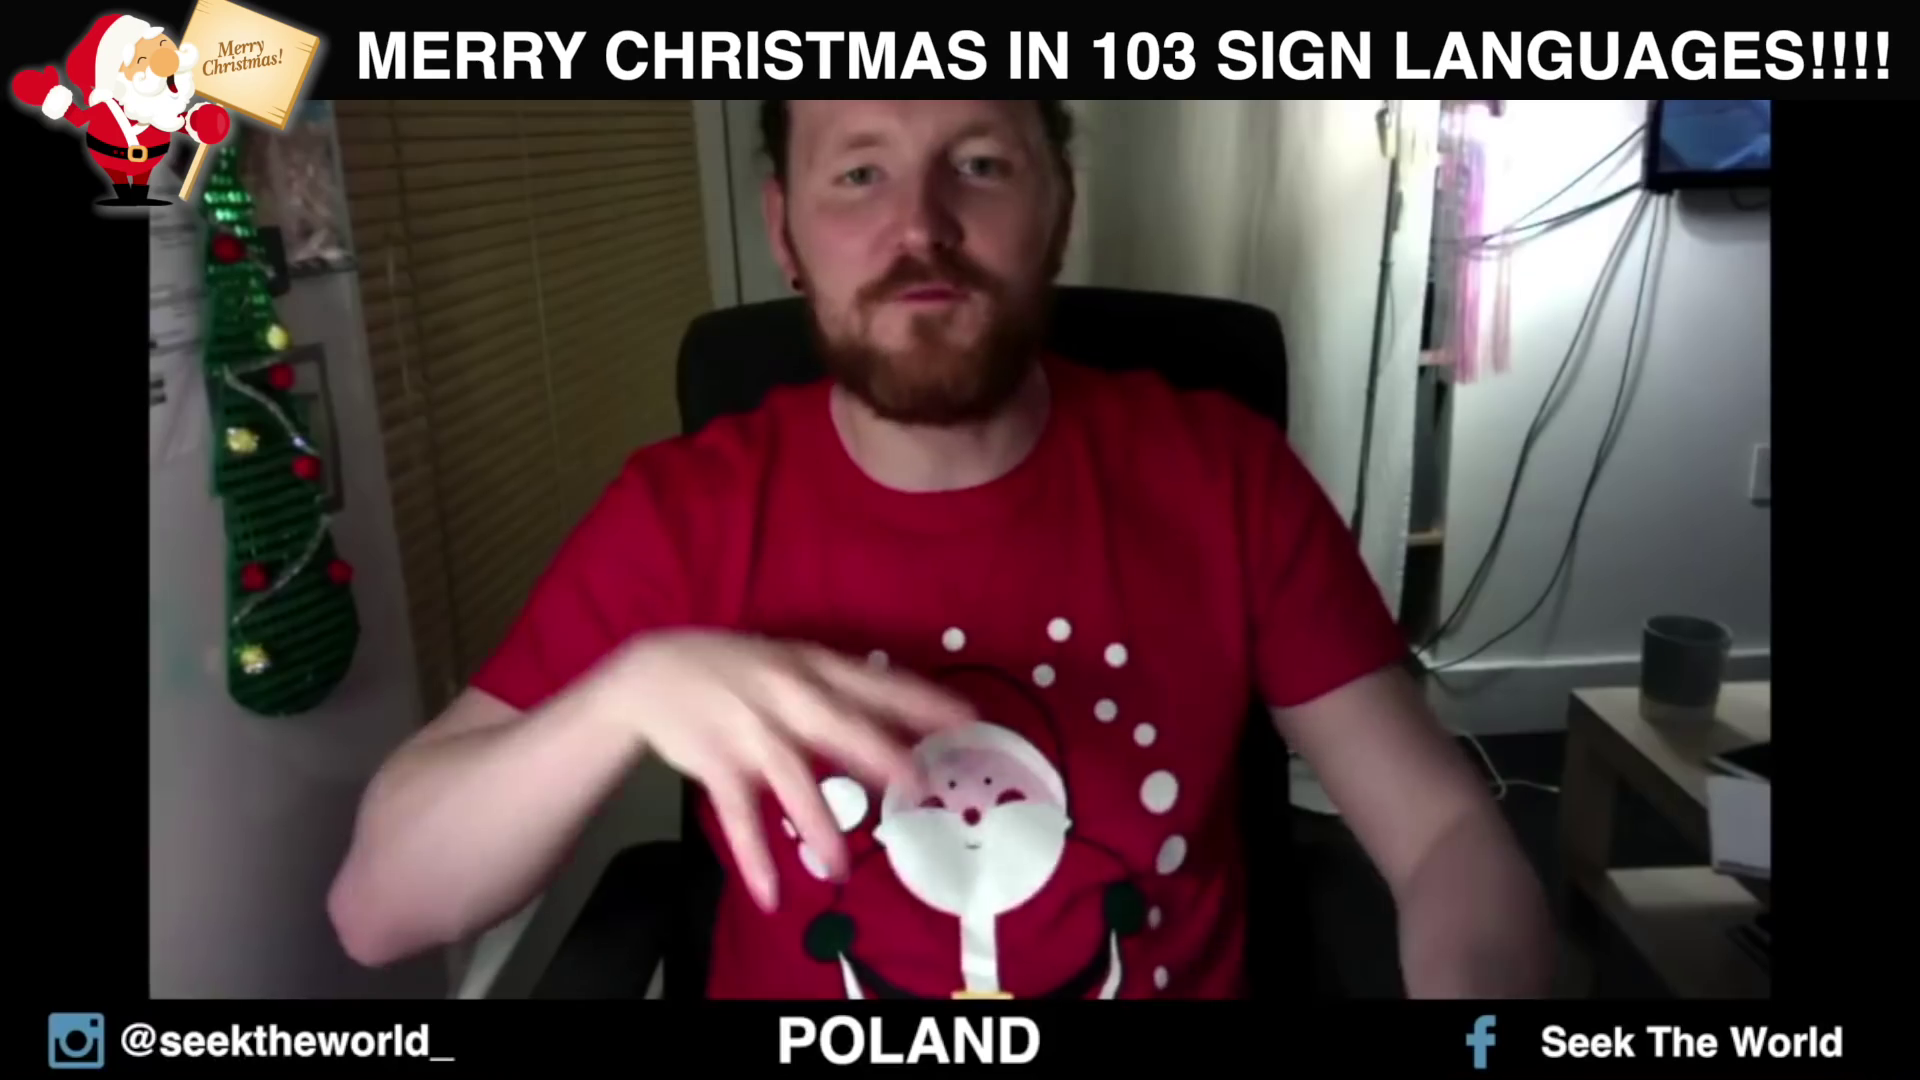 Merry
Christmas!
MERRY CHRISTMAS IN 103 SIGN LANGUAGES!!!!
@seektheworld_
POLAND
Seek The World